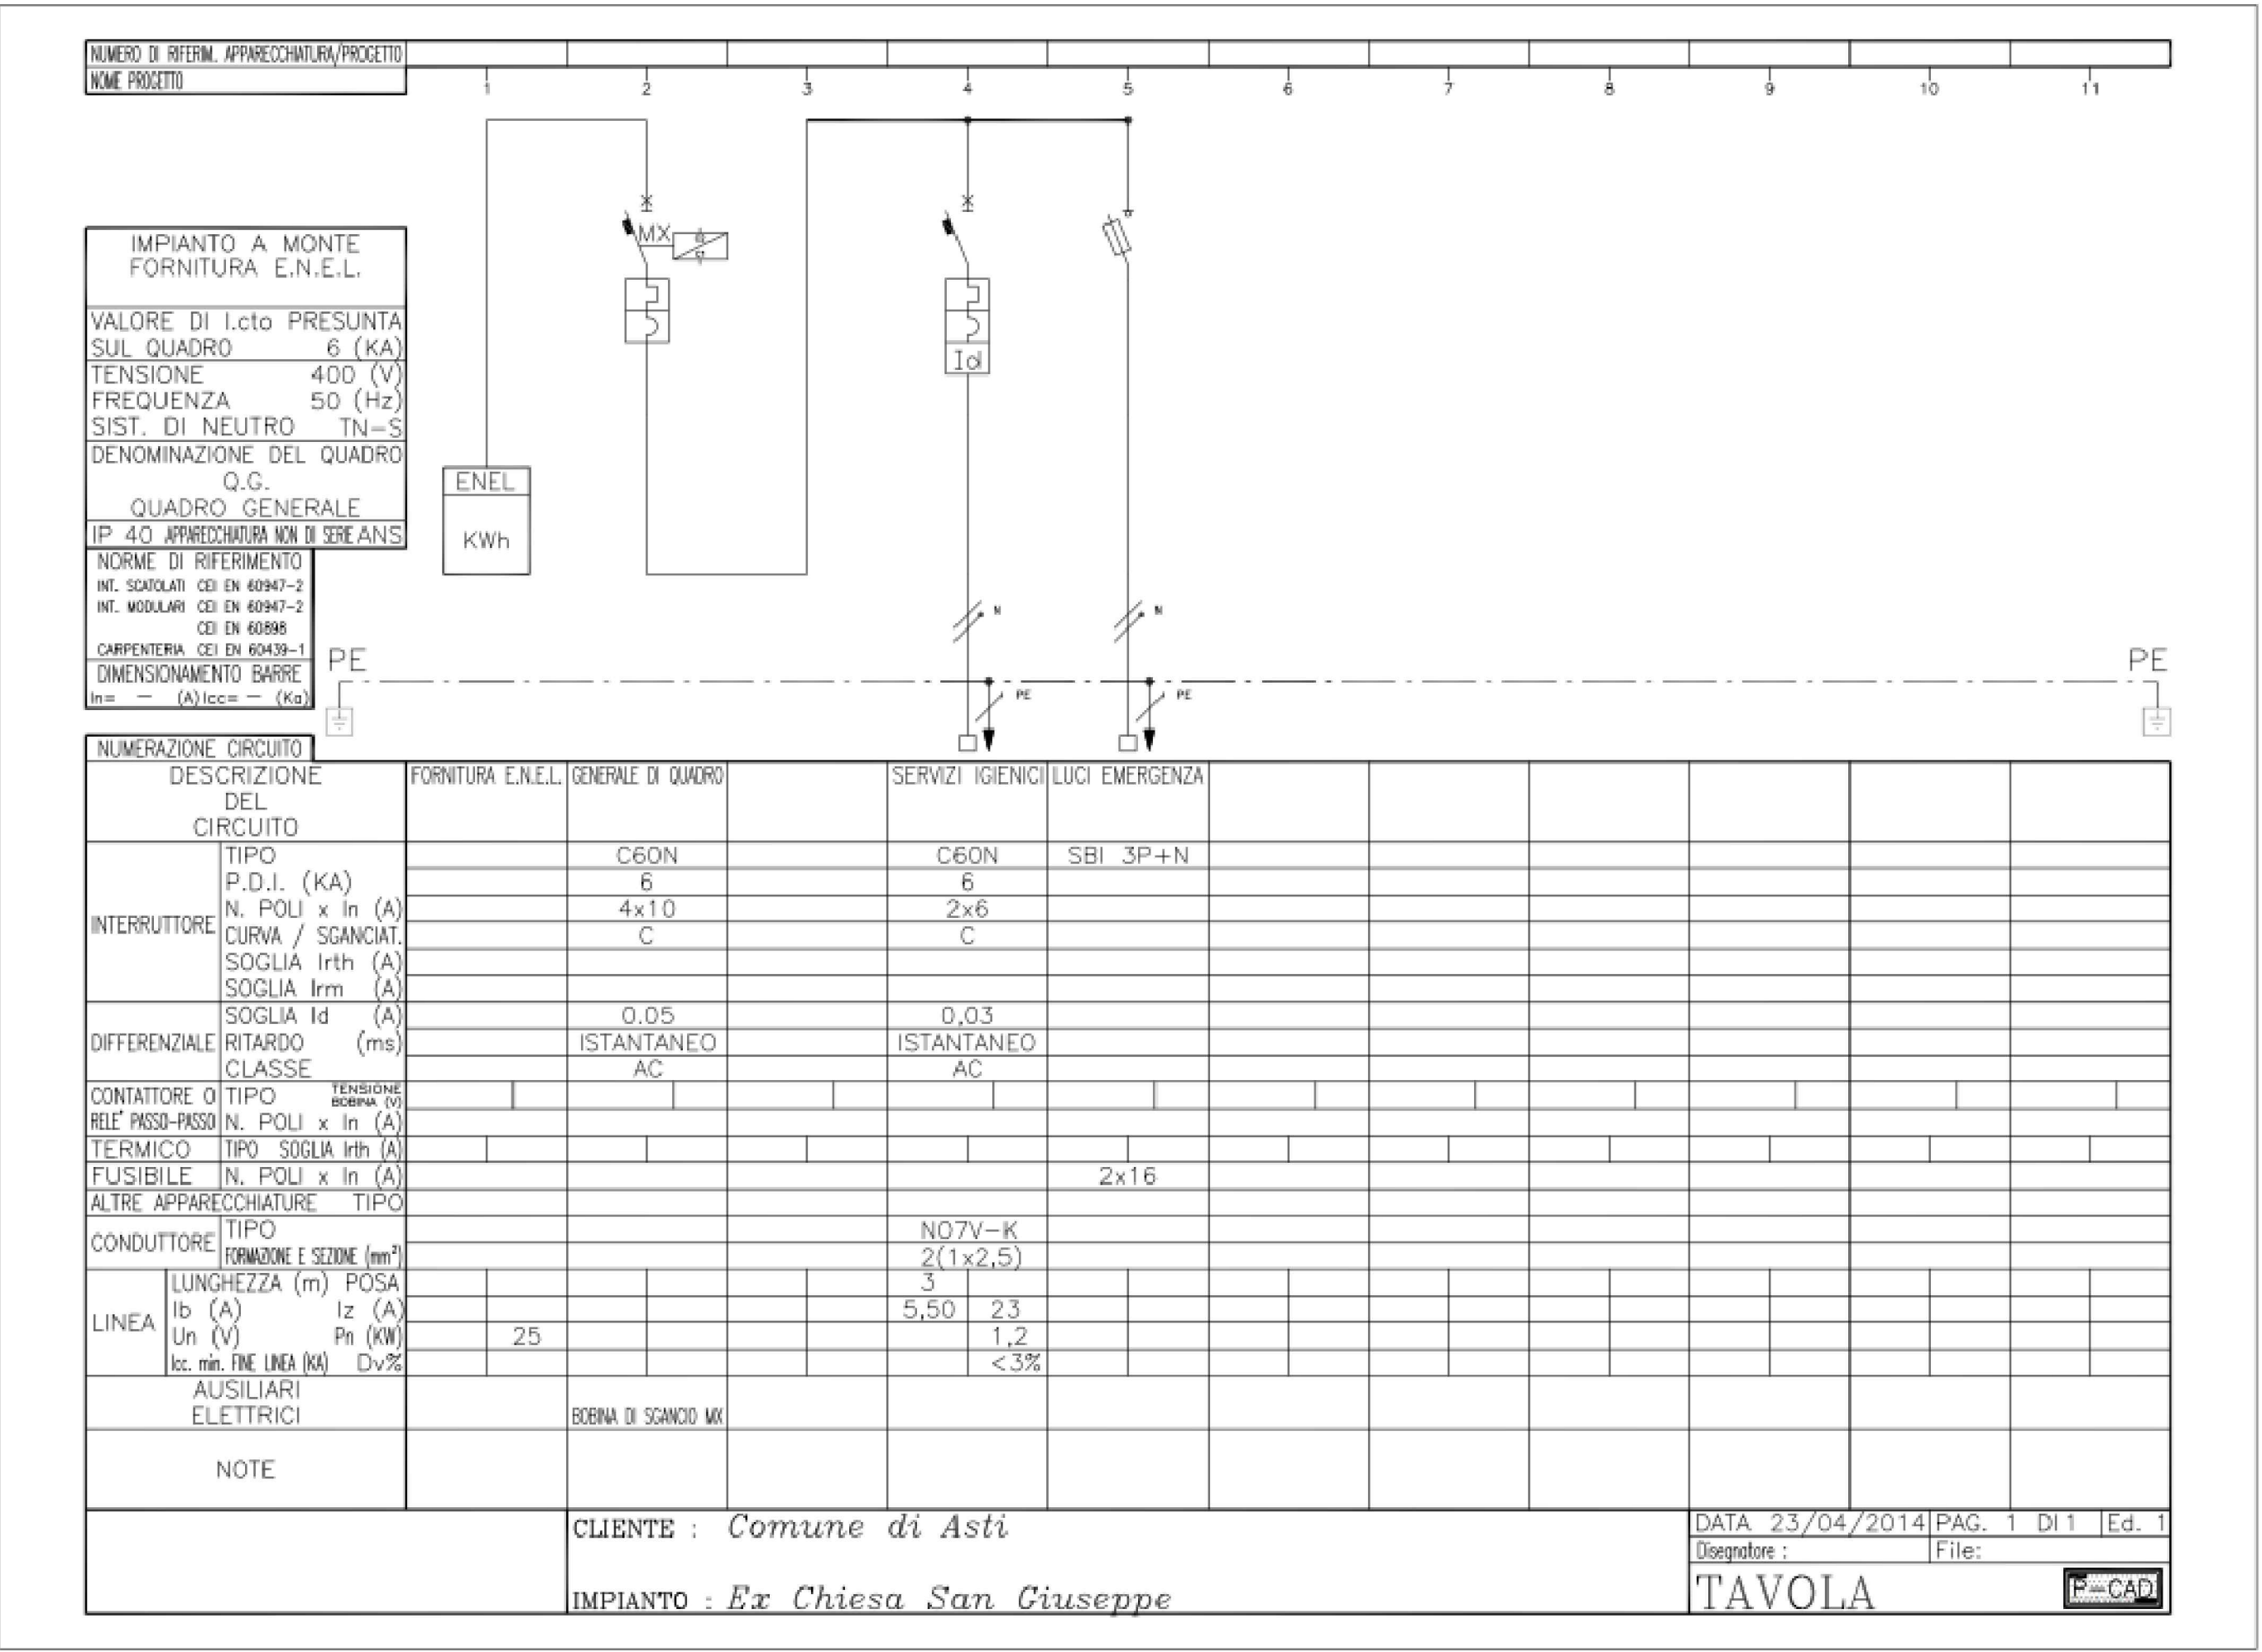 NUMERO DI RIFERIM. APPARECCHIATURA/PROGETTO
NOME PROGETTO
1 2 3 4 5 6 7 8 9 10 11
IMPIANTO A MONTE
FORNITURA E.N.E.L.
VALORE DI I.cto PRESUNTA
SUL QUADRO 6 (KA)
TENSIONE 400 (V)
FREQUENZA 50 (Hz)
SIST. DI NEUTRO TN-S
DENOMINAZIONE DEL QUADRO
Q.G.
QUADRO GENERALE
IP 40 APPARECCHIATURA NON DI SERIE ANS
NORME DI RIFERIMENTO
INT. SCATOLATI CEI EN 60947-2
INT. MODULARI CEI EN 60947-2
CEI EN 60898
CARPENTERIA CEI EN 60439-1
DIMENSIONAMENTO BARRE
In= - (A) Icc= - (Ka)
MX
Id
ENEL
KWh
N N
PE PE
PE PE
NUMERAZIONE CIRCUITO
DESCRIZIONE
DEL
CIRCUITO
FORNITURA E.N.E.L. GENERALE DI QUADRO SERVIZI IGIENICI LUCI EMERGENZA
INTERRUTTORE
TIPO C60N C60N SBI 3P+N
P.D.I. (KA) 6 6
N. POLI x In (A) 4x10 2x6
CURVA / SGANCIAT. C C
SOGLIA Irth (A)
SOGLIA Irm (A)
DIFFERENZIALE
SOGLIA Id (A) 0.05 0,03
RITARDO (ms) ISTANTANEO ISTANTANEO
CLASSE AC AC
CONTATTORE O RELE' PASSO-PASSO
TIPO TENSIONE BOBINA (V)
N. POLI x In (A)
TERMICO TIPO SOGLIA Irth (A)
FUSIBILE N. POLI x In (A) 2x16
ALTRE APPARECCHIATURE TIPO
CONDUTTORE
TIPO NO7V-K
FORMAZIONE E SEZIONE (mm²) 2(1x2,5)
LINEA
LUNGHEZZA (m) POSA 3
Ib (A) Iz (A) 5,50 23
Un (V) Pn (KW) 25 1,2
Icc. min. FINE LINEA (KA) Dv% <3%
AUSILIARI
ELETTRICI
BOBINA DI SGANCIO MX
NOTE
CLIENTE : Comune di Asti
IMPIANTO : Ex Chiesa San Giuseppe
DATA 23/04/2014 PAG. 1 DI 1 Ed. 1
Disegnatore : File:
TAVOLA P-CAD